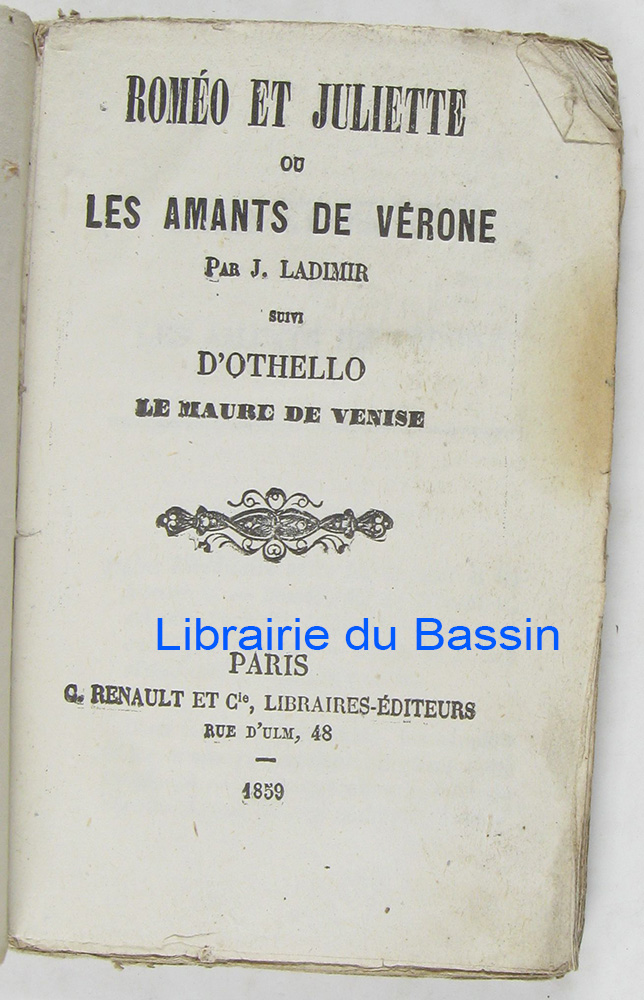 ROMÉO ET JULIETTE
OU
LES AMANTS DE VÉRONE
PAR J. LADIMIR
SUIVI
D'OTHELLO
LE MAURE DE VENISE
Librairie du Bassin
PARIS
C. RENAULT ET Cie, LIBRAIRES-ÉDITEURS
RUE D'ULM, 48
1859